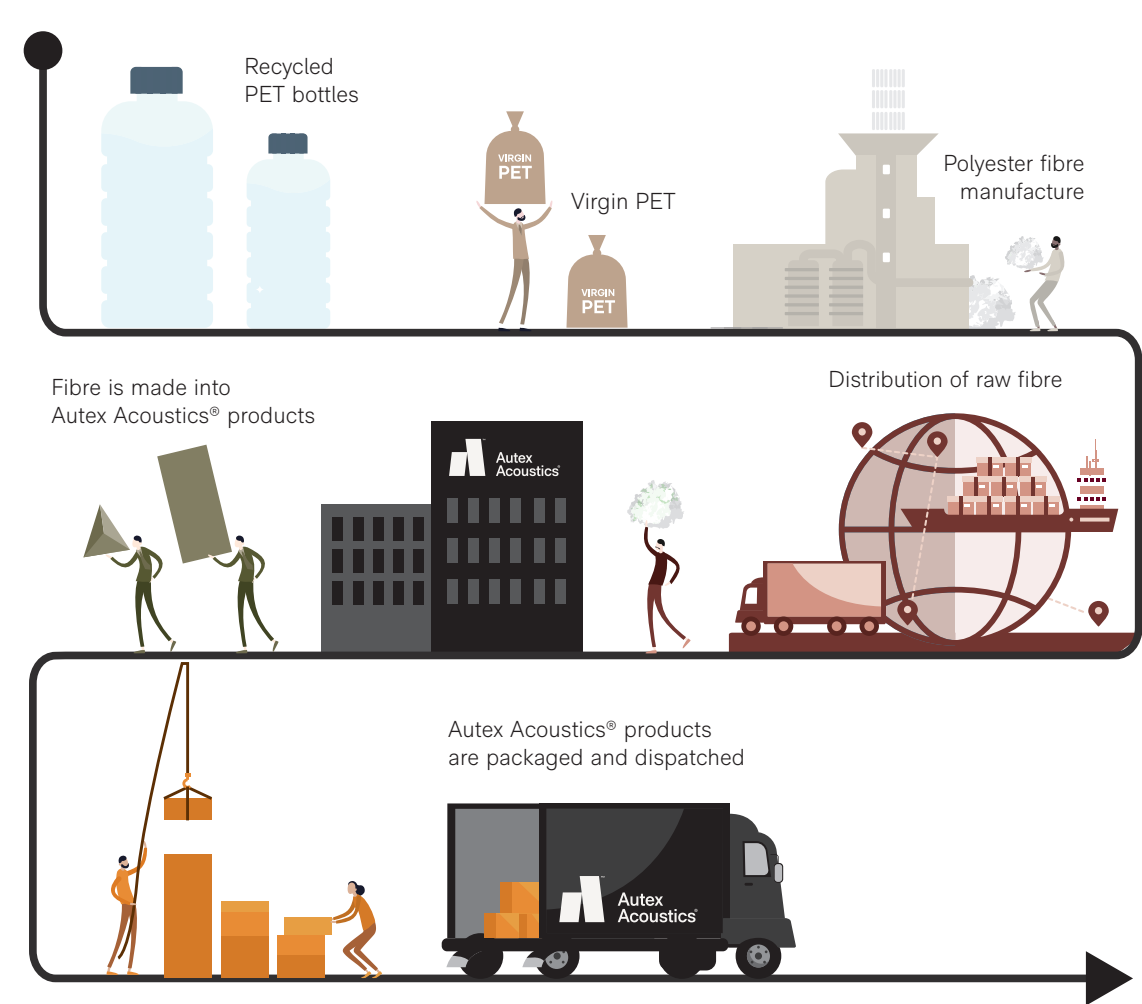 Recycled
PET bottles
VIRGIN
PET
Virgin PET
VIRGIN
PET
Polyester fibre
manufacture
Distribution of raw fibre
Fibre is made into
Autex Acoustics® products
Autex
Acoustics®
Autex Acoustics® products
are packaged and dispatched
Autex
Acoustics®